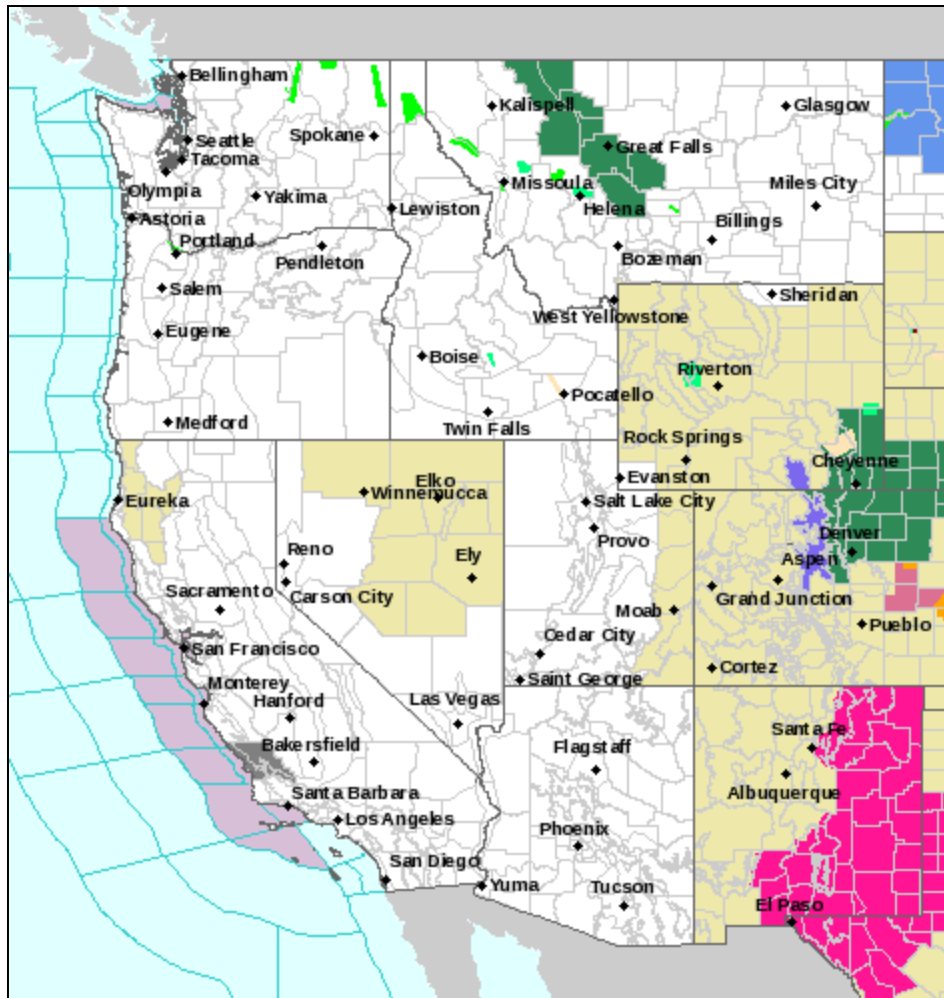 Bellingham
Kalispell
Glasgow
Seattle
Spokane
Great Falls
Tacoma
Olympia
Missoula
Miles City
Yakima
Lewiston
Helena
Astoria
Billings
Portland
Pendleton
Bozeman
Salem
Sheridan
West Yellowstone
Eugene
Boise
Riverton
Pocatello
Medford
Twin Falls
Rock Springs
Cheyenne
Elko
Evanston
Eureka
Winnemucca
Salt Lake City
Denver
Provo
Reno
Ely
Aspen
Sacramento
Carson City
Grand Junction
Moab
Pueblo
Cedar City
San Francisco
Cortez
Saint George
Monterey
Hanford
Las Vegas
Santa Fe
Bakersfield
Flagstaff
Albuquerque
Santa Barbara
Los Angeles
Phoenix
San Diego
Yuma
Tucson
El Paso